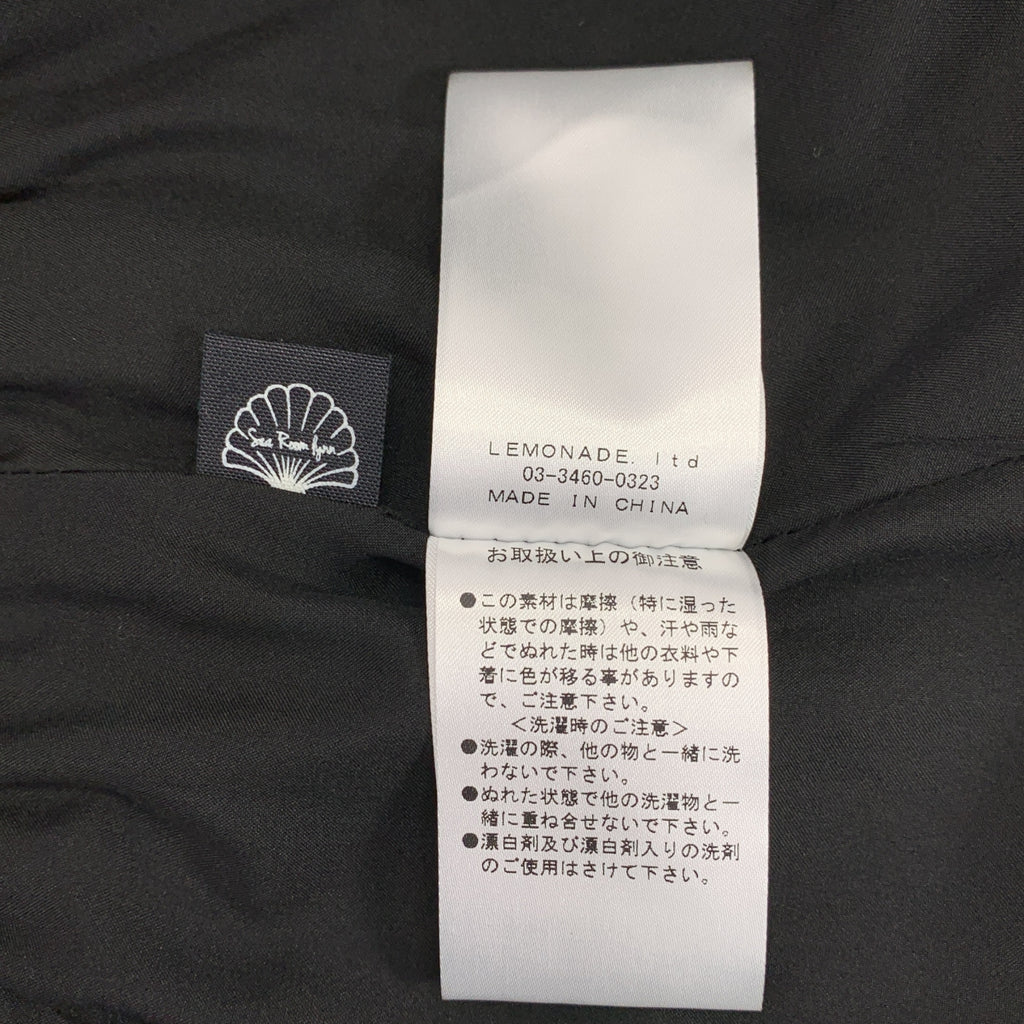 Sea Room lynn
LEMONADE. ltd
03-3460-0323
MADE IN CHINA
お取扱い上の御注意
●この素材は摩擦（特に湿った
状態での摩擦）や、汗や雨な
どでぬれた時は他の衣料や下
着に色が移る事がありますの
で、ご注意下さい。
＜洗濯時のご注意＞
●洗濯の際、他の物と一緒に洗
わないで下さい。
●ぬれた状態で他の洗濯物と一
緒に重ね合せないで下さい。
●漂白剤及び漂白剤入りの洗剤
のご使用はさけて下さい。